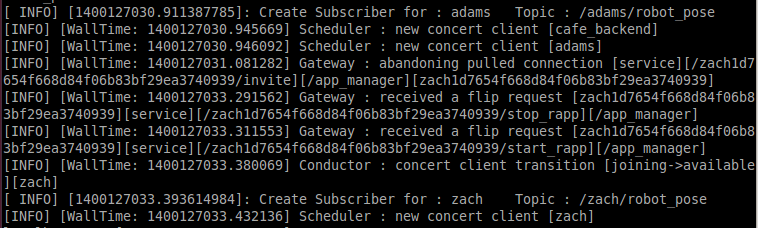 [ INFO] [1400127030.911387785]: Create Subscriber for : adams   Topic : /adams/robot_pose
[INFO] [WallTime: 1400127030.945669] Scheduler : new concert client [cafe_backend]
[INFO] [WallTime: 1400127030.946092] Scheduler : new concert client [adams]
[INFO] [WallTime: 1400127031.081282] Gateway : abandoning pulled connection [service][/zach1d7
654f668d84f06b83bf29ea3740939/invite][/app_manager][zach1d7654f668d84f06b83bf29ea3740939]
[INFO] [WallTime: 1400127033.291562] Gateway : received a flip request [zach1d7654f668d84f06b8
3bf29ea3740939][service][/zach1d7654f668d84f06b83bf29ea3740939/stop_rapp][/app_manager]
[INFO] [WallTime: 1400127033.311553] Gateway : received a flip request [zach1d7654f668d84f06b8
3bf29ea3740939][service][/zach1d7654f668d84f06b83bf29ea3740939/start_rapp][/app_manager]
[INFO] [WallTime: 1400127033.380069] Conductor : concert client transition [joining->available
][zach]
[ INFO] [1400127033.393614984]: Create Subscriber for : zach    Topic : /zach/robot_pose
[INFO] [WallTime: 1400127033.432136] Scheduler : new concert client [zach]